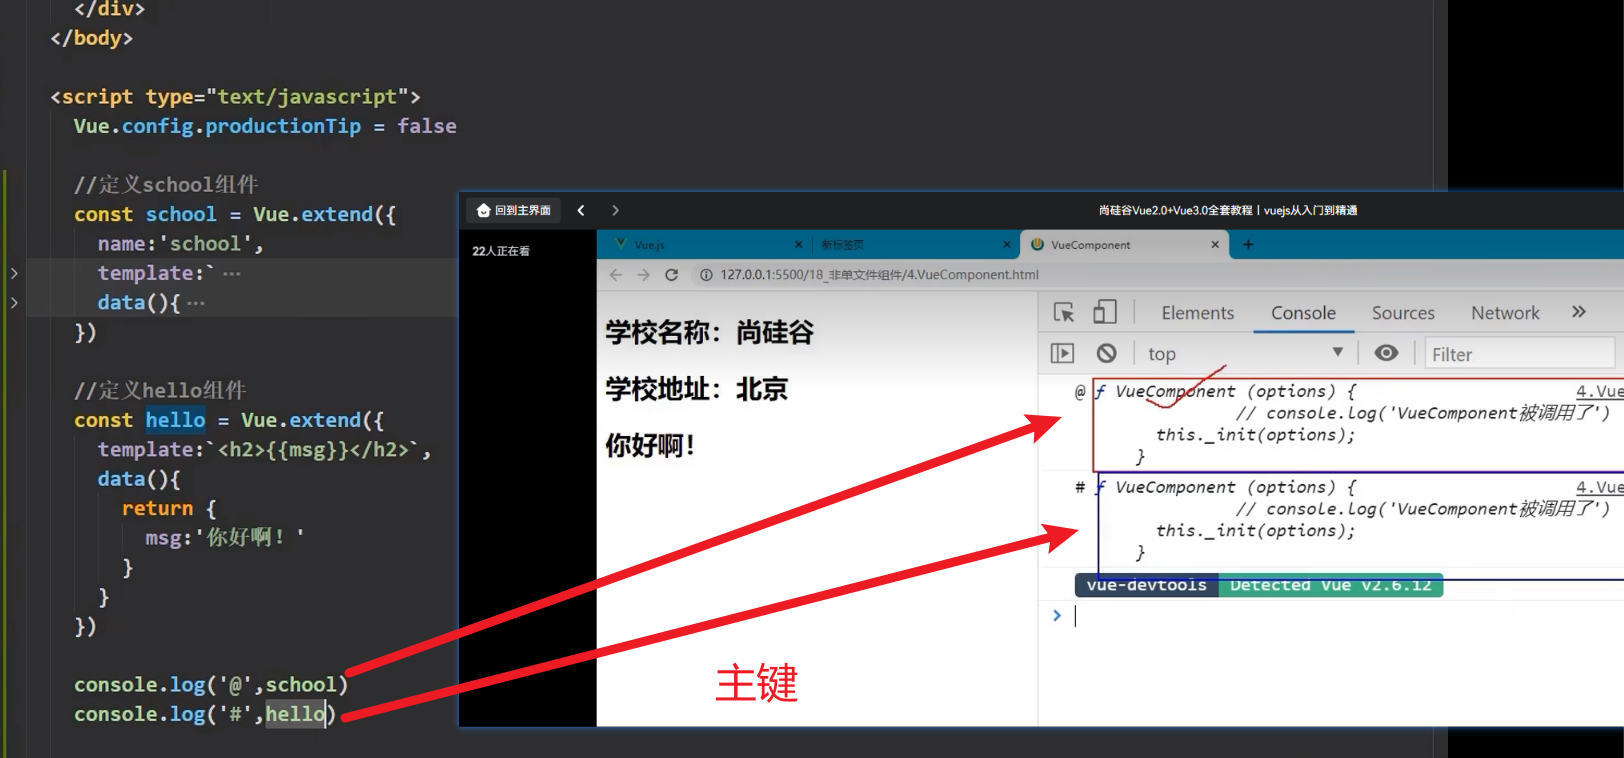 </div>
</body>
<script type="text/javascript">
Vue.config.productionTip = false
//定义school组件
const school = Vue.extend({
name:'school',
template:` ···
data(){ ···
})
//定义hello组件
const hello = Vue.extend({
template:`<h2>{{msg}}</h2>`,
data(){
return {
msg:'你好啊！'
}
}
})
console.log('@',school)
console.log('#',hello)
回到主界面
尚硅谷Vue2.0+Vue3.0全套教程丨vuejs从入门到精通
22人正在看
Vue.js
新标签页
VueComponent
127.0.0.1:5500/18_非单文件组件/4.VueComponent.html
学校名称：尚硅谷
学校地址：北京
你好啊！
Elements Console Sources Network »
top Filter
@ ƒ VueComponent (options) { 4.Vue
// console.log('VueComponent被调用了')
this._init(options);
}
# ƒ VueComponent (options) { 4.Vue
// console.log('VueComponent被调用了')
this._init(options);
}
vue-devtools Detected Vue v2.6.12
>
主键